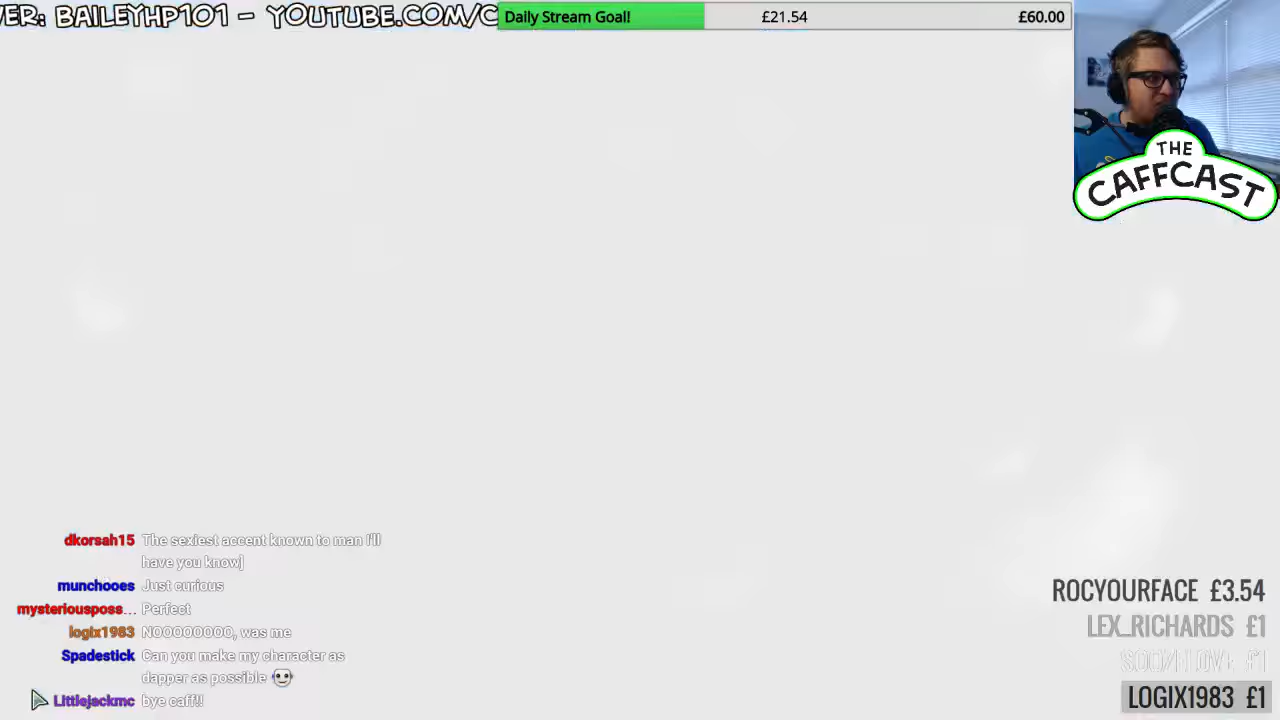 VER: BAILEYHP101 - YOUTUBE.COM/C
Daily Stream Goal! £21.54 £60.00
THE
CAFFCAST
dkorsah15 The sexiest accent known to man I'll
have you know]
munchooes Just curious
mysteriousposs... Perfect
logix1983 NOOOOOOOO, was me
Spadestick Can you make my character as
dapper as possible
Littlejackmc bye caff!!
ROCYOURFACE £3.54
LEX_RICHARDS £1
£1
LOGIX1983 £1